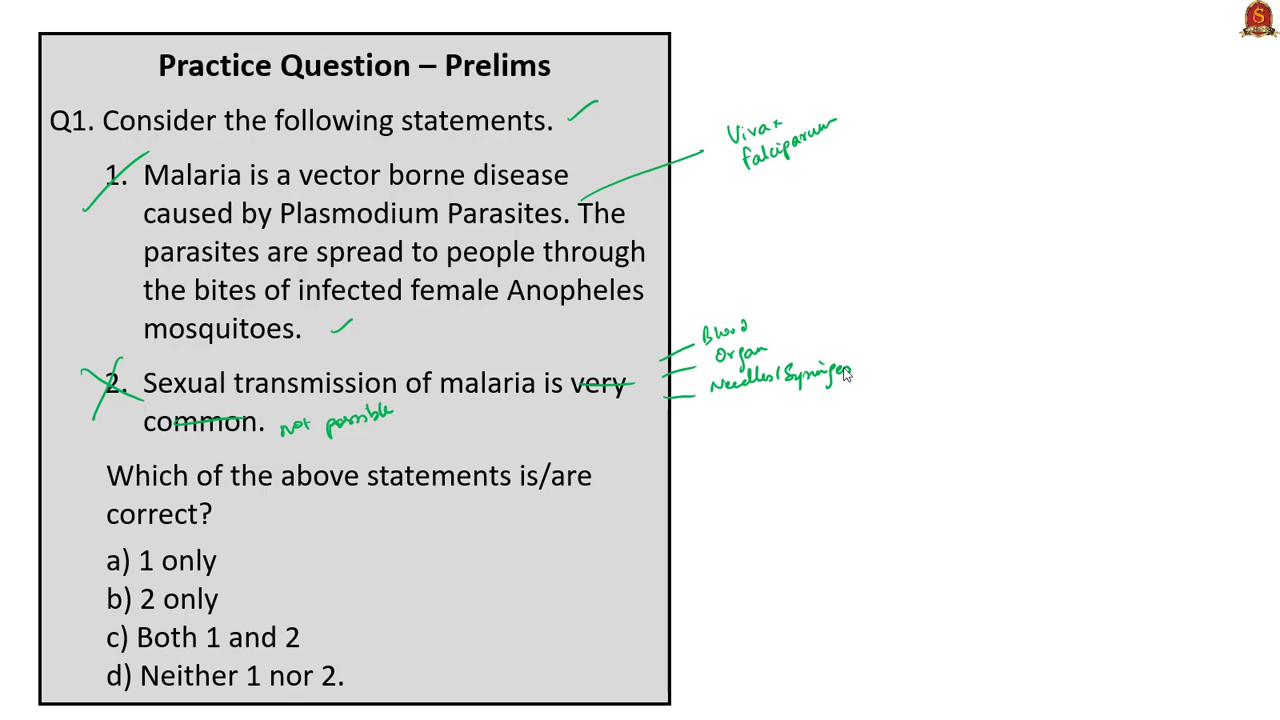 Practice Question – Prelims
Q1. Consider the following statements.
1. Malaria is a vector borne disease
caused by Plasmodium Parasites. The
parasites are spread to people through
the bites of infected female Anopheles
mosquitoes.
Vivax
falciparum
2. Sexual transmission of malaria is very
common. not possible
Blood
Organ
Needles/Syringes
Which of the above statements is/are
correct?
a) 1 only
b) 2 only
c) Both 1 and 2
d) Neither 1 nor 2.
S